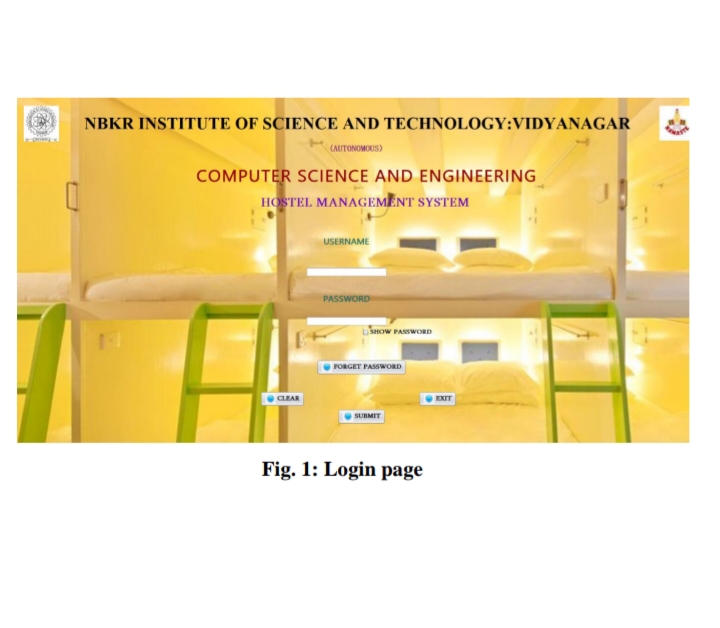 NBKR INSTITUTE OF SCIENCE AND TECHNOLOGY:VIDYANAGAR
(AUTONOMOUS)
COMPUTER SCIENCE AND ENGINEERING
HOSTEL MANAGEMENT SYSTEM
USERNAME
PASSWORD
SHOW PASSWORD
FORGET PASSWORD
CLEAR
EXIT
SUBMIT
Fig. 1: Login page